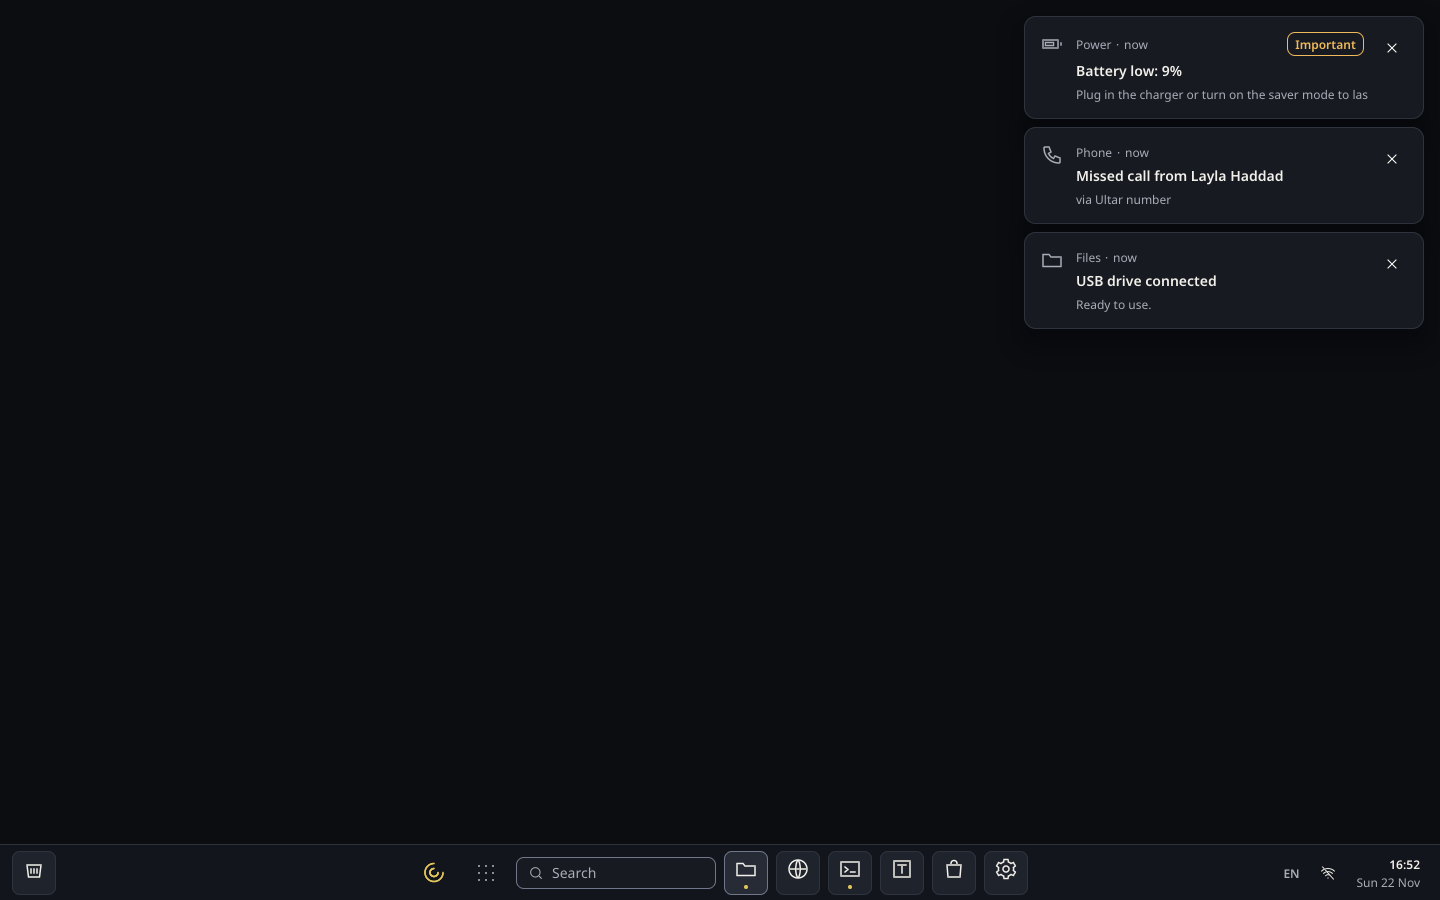 Power · now
Important
Battery low: 9%
Plug in the charger or turn on the saver mode to las
Phone · now
Missed call from Layla Haddad
via Ultar number
Files · now
USB drive connected
Ready to use.
Search
EN
16:52
Sun 22 Nov